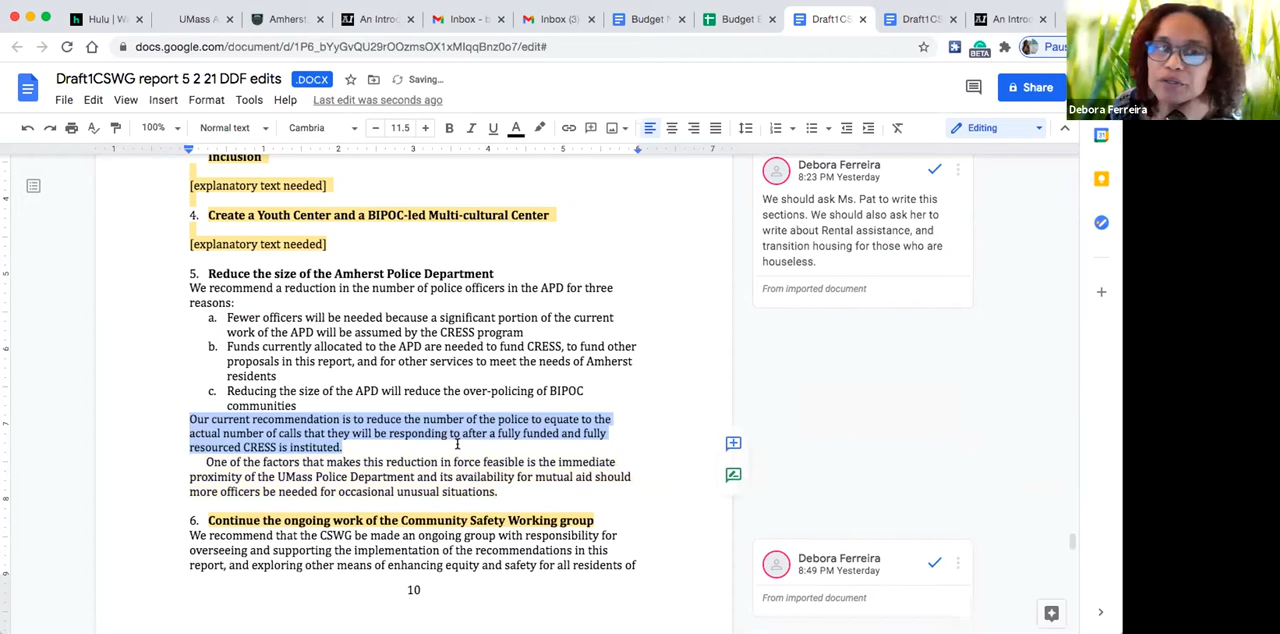 Hulu | W
UMass A
Amherst
An Introd
Inbox - b
Inbox (3)
Budget N
Budget E
Draft1CS
Draft1CS
An Introd
docs.google.com/document/d/1P6_bYyGvQU29rOOzmsOX1xMIqqBnz0o7/edit#
BETA
Pau
Draft1CSWG report 5 2 21 DDF edits
.DOCX
Saving…
Share
File Edit View Insert Format Tools Help Last edit was seconds ago
100% Normal text Cambria 11.5 Editing
Debora Ferreira
1 1 2 3 4 5 6 7
Inclusion
[explanatory text needed]
4. Create a Youth Center and a BIPOC-led Multi-cultural Center
[explanatory text needed]
5. Reduce the size of the Amherst Police Department
We recommend a reduction in the number of police officers in the APD for three
reasons:
a. Fewer officers will be needed because a significant portion of the current
work of the APD will be assumed by the CRESS program
b. Funds currently allocated to the APD are needed to fund CRESS, to fund other
proposals in this report, and for other services to meet the needs of Amherst
residents
c. Reducing the size of the APD will reduce the over-policing of BIPOC
communities
Our current recommendation is to reduce the number of the police to equate to the
actual number of calls that they will be responding to after a fully funded and fully
resourced CRESS is instituted.
One of the factors that makes this reduction in force feasible is the immediate
proximity of the UMass Police Department and its availability for mutual aid should
more officers be needed for occasional unusual situations.
6. Continue the ongoing work of the Community Safety Working group
We recommend that the CSWG be made an ongoing group with responsibility for
overseeing and supporting the implementation of the recommendations in this
report, and exploring other means of enhancing equity and safety for all residents of
10
Debora Ferreira
8:23 PM Yesterday
We should ask Ms. Pat to write this
sections. We should also ask her to
write about Rental assistance, and
transition housing for those who are
houseless.
From imported document
Debora Ferreira
8:49 PM Yesterday
From imported document